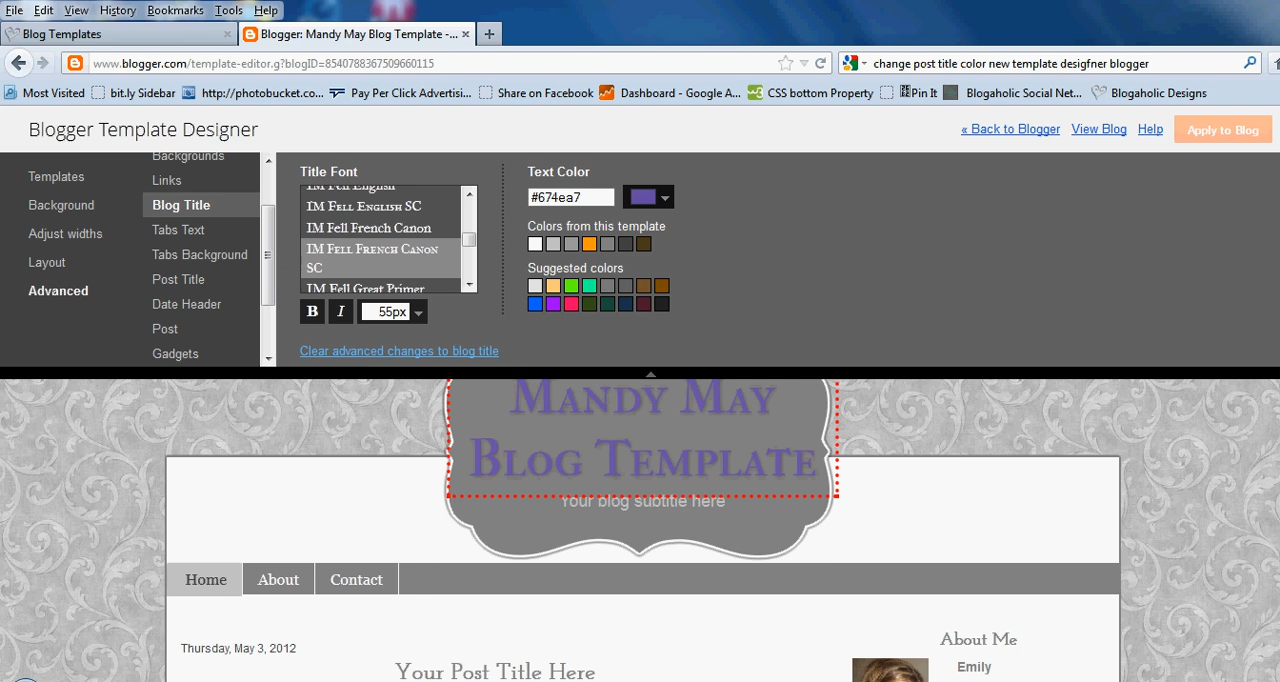 File Edit View History Bookmarks Tools Help
Blog Templates
Blogger: Mandy May Blog Template -...
www.blogger.com/template-editor.g?blogID=8540788367509660115
change post title color new template desigfner blogger
Most Visited bit.ly Sidebar http://photobucket.co... Pay Per Click Advertisi... Share on Facebook Dashboard - Google A... CSS bottom Property Pin It Blogaholic Social Net... Blogaholic Designs
Blogger Template Designer
« Back to Blogger View Blog Help Apply to Blog
Templates
Background
Adjust widths
Layout
Advanced
Backgrounds
Links
Blog Title
Tabs Text
Tabs Background
Post Title
Date Header
Post
Gadgets
Title Font
IM Fell English
IM Fell English SC
IM Fell French Canon
IM Fell French Canon
SC
IM Fell Great Primer
B I 55px
Clear advanced changes to blog title
Text Color
#674ea7
Colors from this template
Suggested colors
Mandy May
Blog Template
Your blog subtitle here
Home About Contact
Thursday, May 3, 2012
Your Post Title Here
About Me
Emily